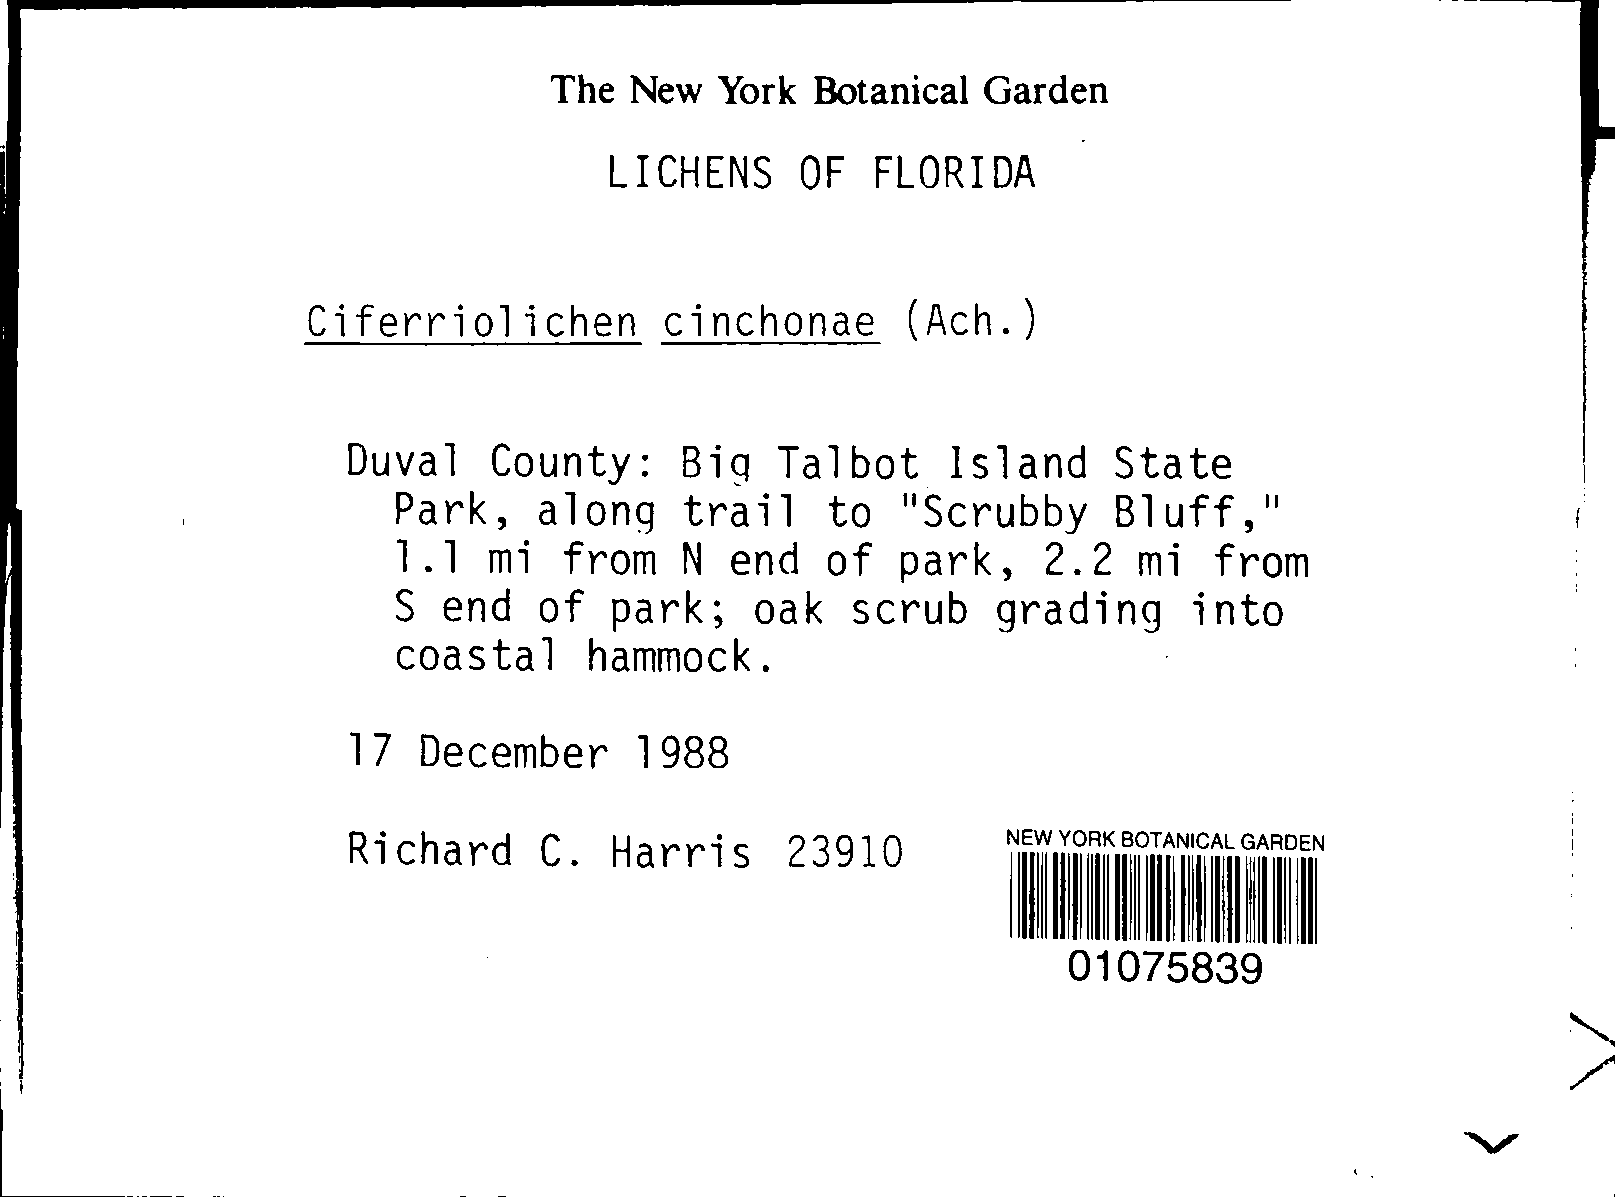 The New York Botanical Garden
LICHENS OF FLORIDA
Ciferriolichen cinchonae (Ach.)
Duval County: Big Talbot Island State
Park, along trail to "Scrubby Bluff,"
1.1 mi from N end of park, 2.2 mi from
S end of park; oak scrub grading into
coastal hammock.
17 December 1988
Richard C. Harris 23910
NEW YORK BOTANICAL GARDEN
01075839